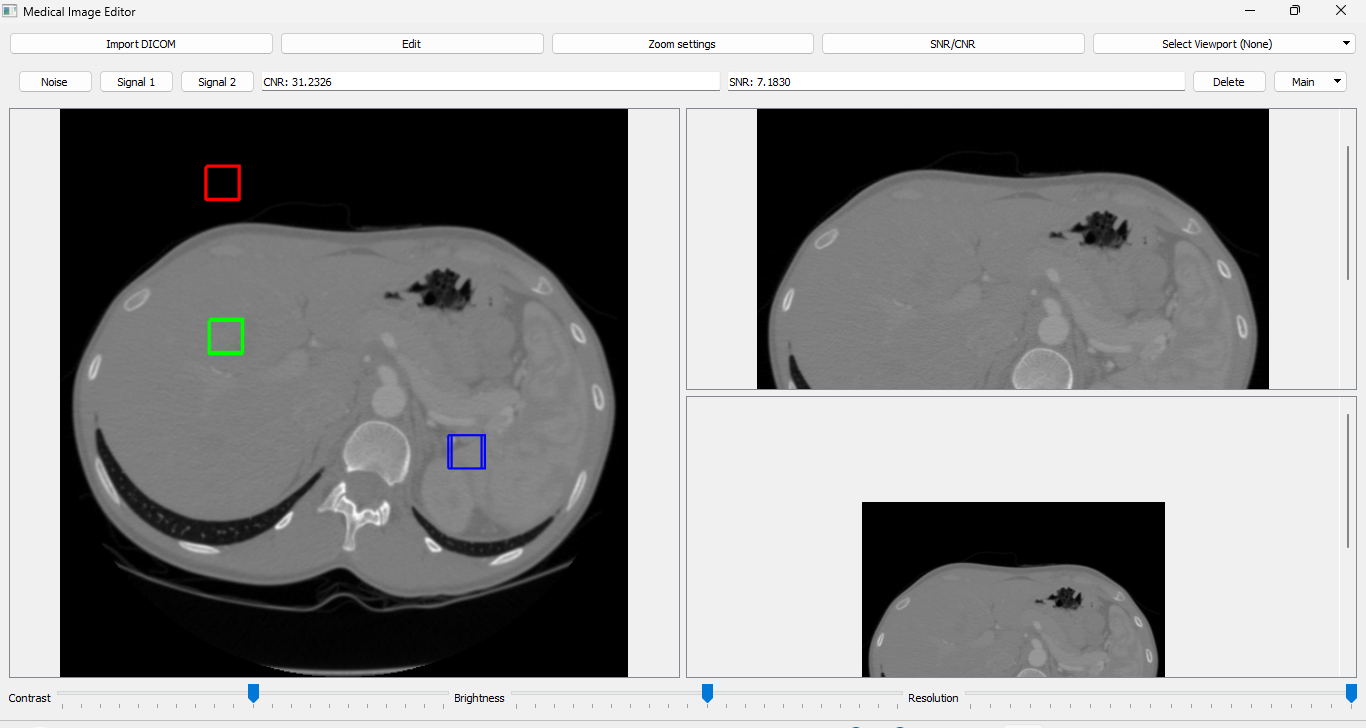 Medical Image Editor
Import DICOM Edit Zoom settings SNR/CNR Select Viewport (None)
Noise Signal 1 Signal 2 CNR: 31.2326 SNR: 7.1830 Delete Main
Contrast Brightness Resolution